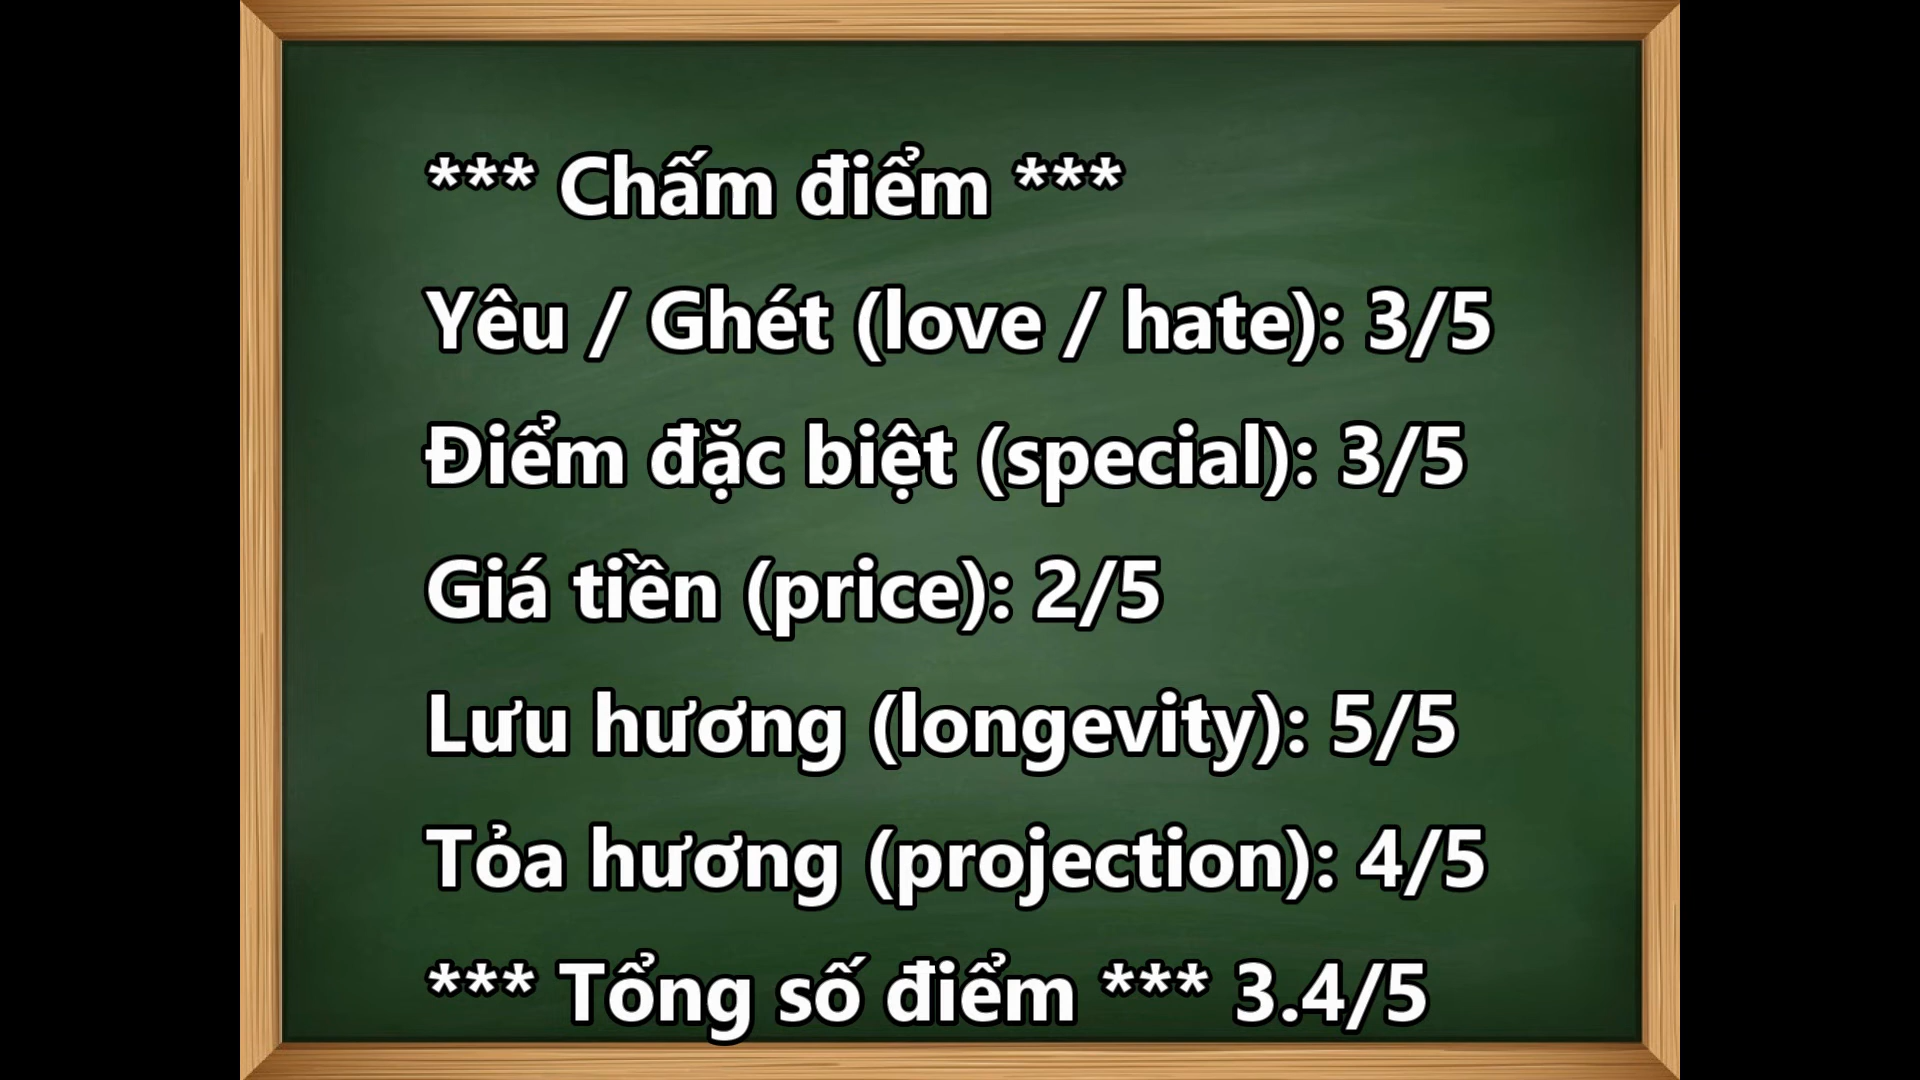 *** Chấm điểm ***
Yêu / Ghét (love / hate): 3/5
Điểm đặc biệt (special): 3/5
Giá tiền (price): 2/5
Lưu hương (longevity): 5/5
Tỏa hương (projection): 4/5
*** Tổng số điểm *** 3.4/5